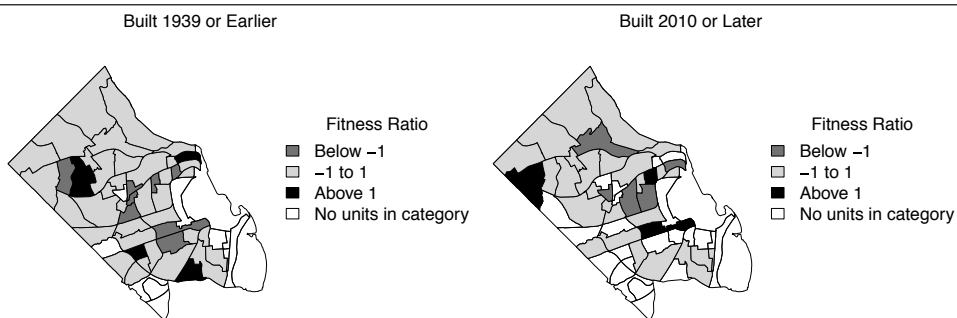 Built 1939 or Earlier
Fitness Ratio
Below −1
−1 to 1
Above 1
No units in category
Built 2010 or Later
Fitness Ratio
Below −1
−1 to 1
Above 1
No units in category